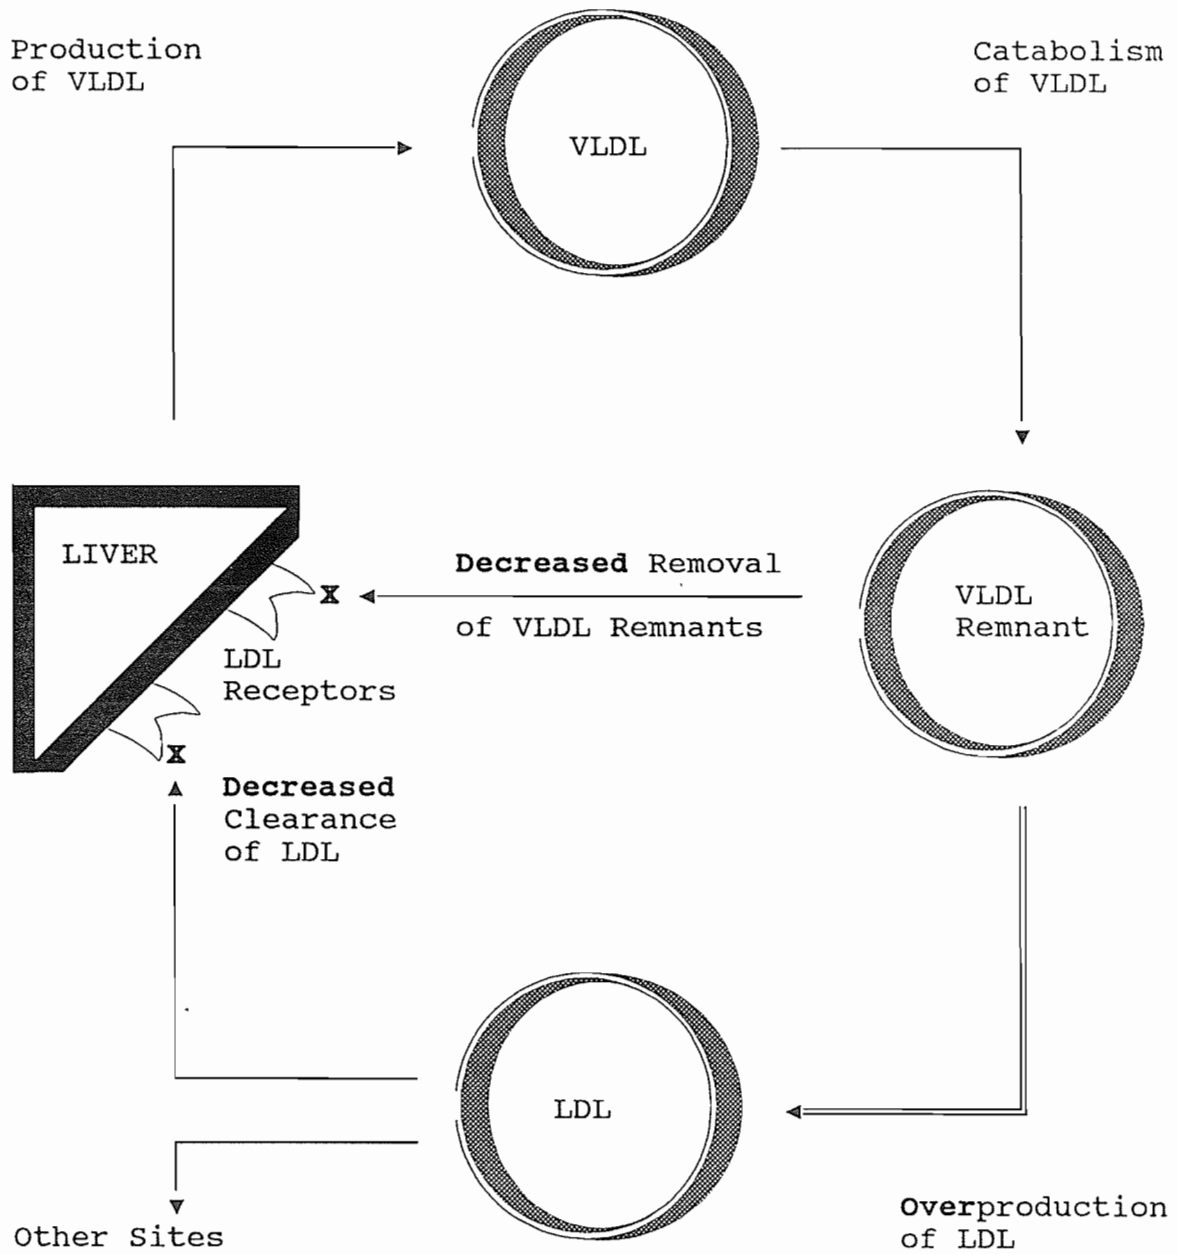 Production
of VLDL
VLDL
Catabolism
of VLDL
LIVER
Decreased Removal
of VLDL Remnants
VLDL
Remnant
LDL
Receptors
X
X
Decreased
Clearance
of LDL
LDL
Other Sites
Overproduction
of LDL